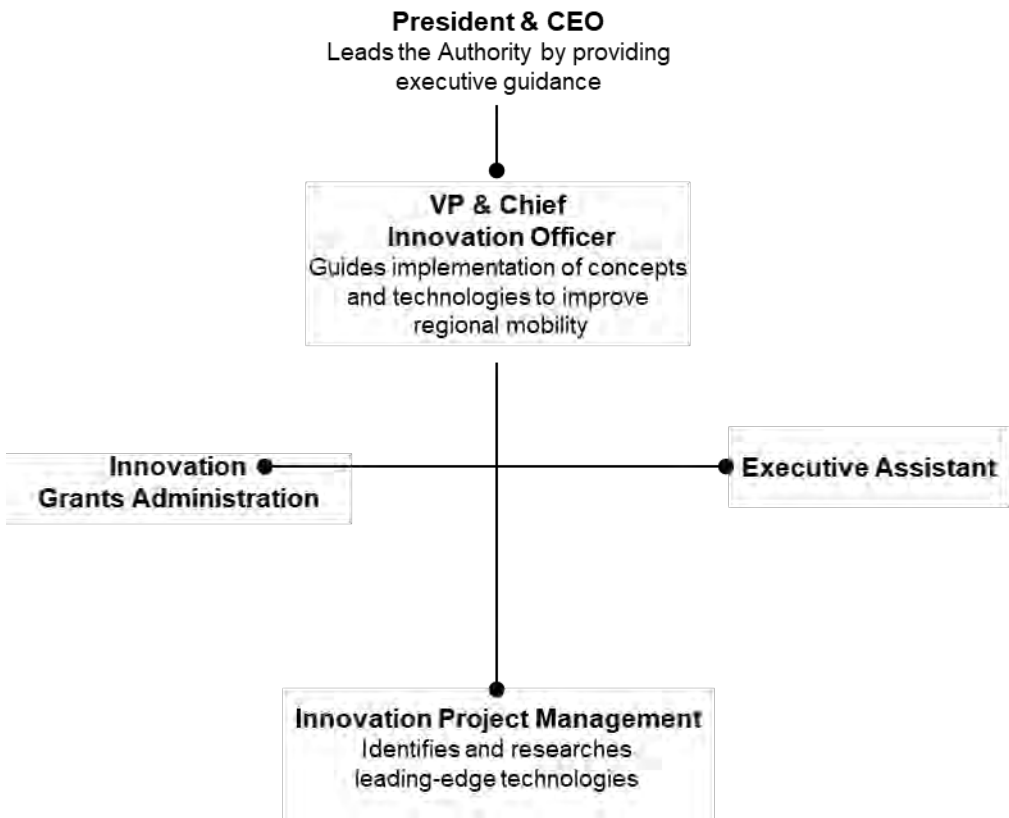 President & CEO
Leads the Authority by providing
executive guidance
VP & Chief
Innovation Officer
Guides implementation of concepts
and technologies to improve
regional mobility
Innovation
Grants Administration
Executive Assistant
Innovation Project Management
Identifies and researches
leading-edge technologies